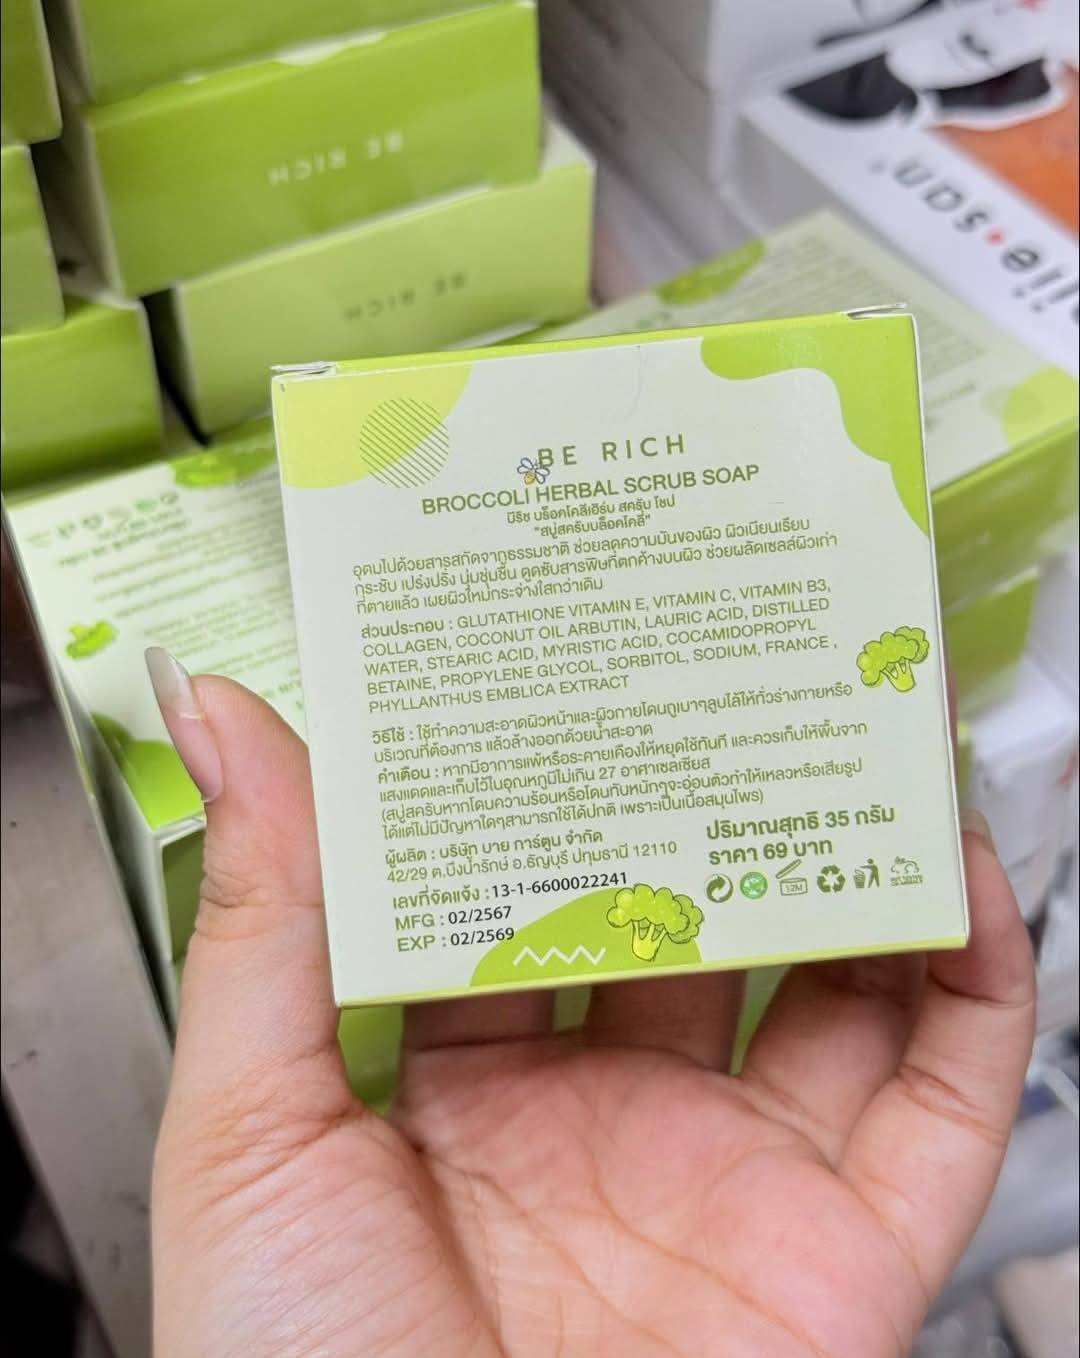 BE RICH
BE RICH
jie•san
BE RICH
BROCCOLI HERBAL SCRUB SOAP
บีริช บร็อคโคลีเฮิร์บ สครับ โซป
"สบู่สครับบล็อคโคลี่"
อุดมไปด้วยสารสกัดจากธรรมชาติ ช่วยลดความมันของผิว ผิวเนียนเรียบ
กระชับ เปร่งปรั่ง นุ่มชุ่มชื้น ดูดซับสารพิษที่ตกค้างบนผิว ช่วยผลัดเซลล์ผิวเก่า
ที่ตายแล้ว เผยผิวใหม่กระจ่างใสกว่าเดิม
ส่วนประกอบ : GLUTATHIONE VITAMIN E, VITAMIN C, VITAMIN B3,
COLLAGEN, COCONUT OIL ARBUTIN, LAURIC ACID, DISTILLED
WATER, STEARIC ACID, MYRISTIC ACID, COCAMIDOPROPYL
BETAINE, PROPYLENE GLYCOL, SORBITOL, SODIUM, FRANCE ,
PHYLLANTHUS EMBLICA EXTRACT
วิธีใช้ : ใช้ทำความสะอาดผิวหน้าและผิวกายโดนถูเบาๆลูบไล้ให้ทั่วร่างกายหรือ
บริเวณที่ต้องการ แล้วล้างออกด้วยน้ำสะอาด
คำเตือน : หากมีอาการแพ้หรือระคายเคืองให้หยุดใช้ทันที และควรเก็บให้พ้นจาก
แสงแดดและเก็บไว้ในอุณหภูมิไม่เกิน 27 อาศาเซลเซียส
(สบู่สครับหากโดนความร้อนหรือโดนทับหนักๆจะอ่อนตัวทำให้เหลวหรือเสียรูป
ได้แต่ไม่มีปัญหาใดๆสามารถใช้ได้ปกติ เพราะเป็นเนื้อสมุนไพร)
ผู้ผลิต : บริษัท บาย การ์ตูน จำกัด
42/29 ต.บึงน้ำรักษ์ อ.ธัญบุรี ปทุมธานี 12110
เลขที่จัดแจ้ง :13-1-6600022241
MFG : 02/2567
EXP : 02/2569
ปริมาณสุทธิ 35 กรัม
ราคา 69 บาท
12M